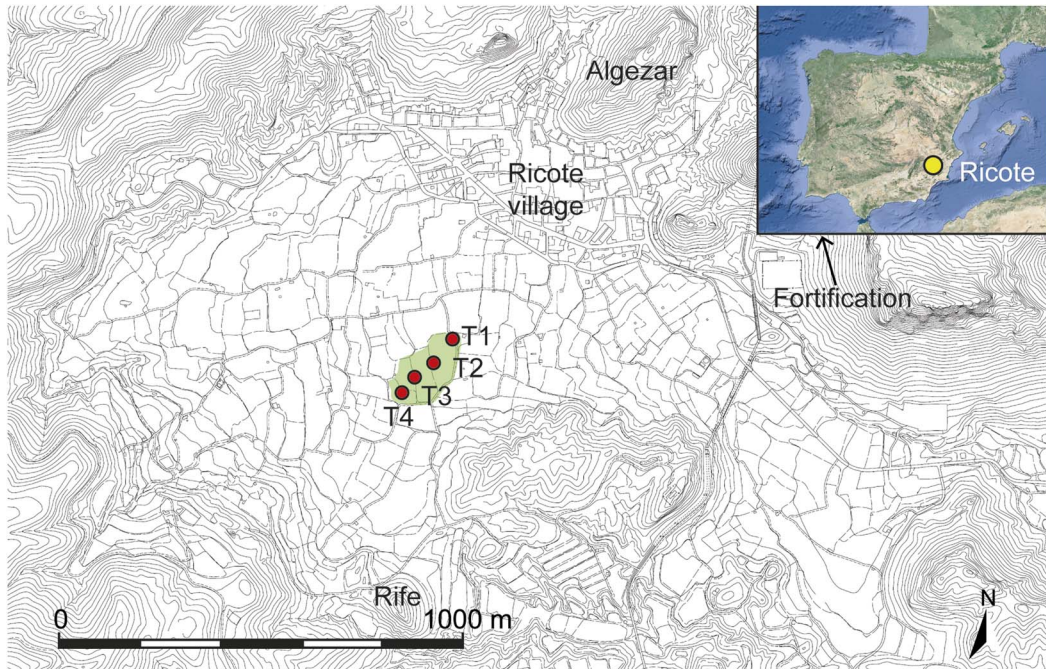 Algezar
Ricote
village
Ricote
Fortification
T1
T2
T3
T4
Rife
0
1000 m
N